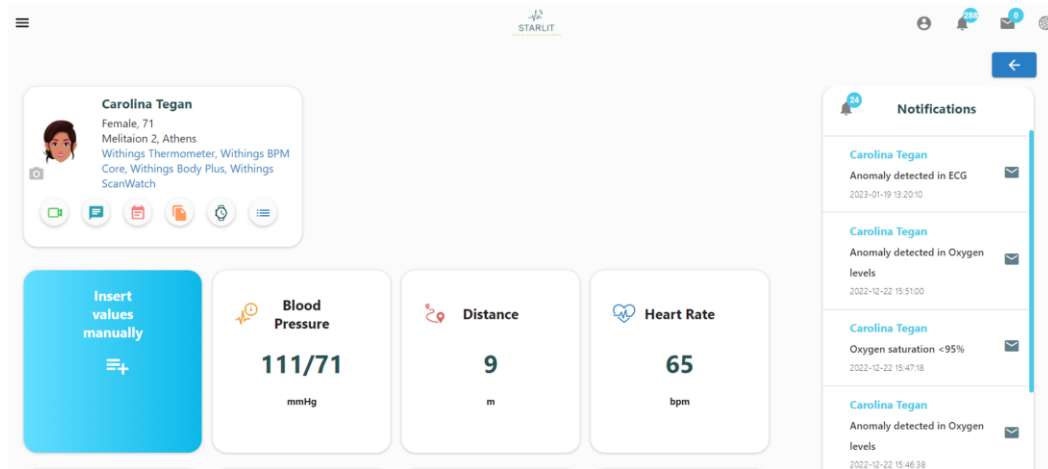 STARLIT
288
0
Carolina Tegan
Female, 71
Melitaion 2, Athens
Withings Thermometer, Withings BPM
Core, Withings Body Plus, Withings
ScanWatch
Insert
values
manually
Blood
Pressure
111/71
mmHg
Distance
9
m
Heart Rate
65
bpm
24
Notifications
Carolina Tegan
Anomaly detected in ECG
2023-01-19 13:20:10
Carolina Tegan
Anomaly detected in Oxygen
levels
2022-12-22 15:51:00
Carolina Tegan
Oxygen saturation <95%
2022-12-22 15:47:18
Carolina Tegan
Anomaly detected in Oxygen
levels
2022-12-22 15:46:38